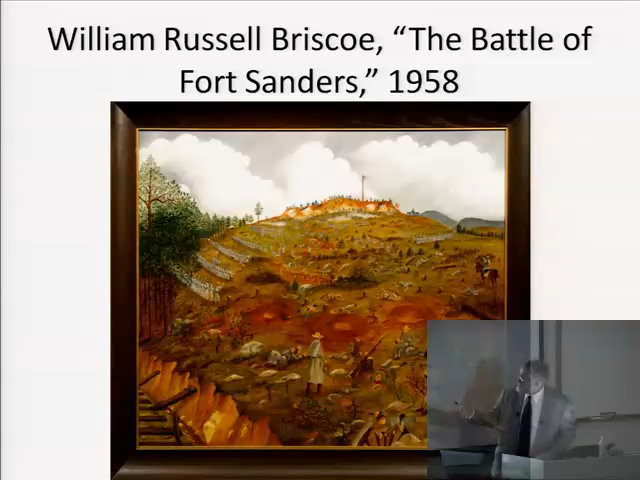 William Russell Briscoe, “The Battle of
Fort Sanders,” 1958